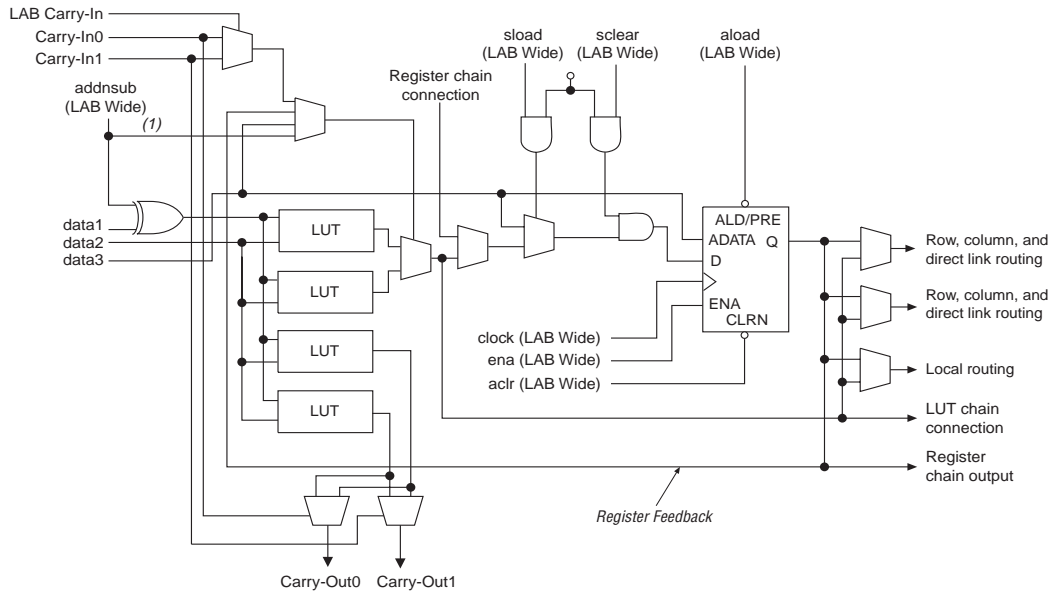 LAB Carry-In
Carry-In0
Carry-In1
addnsub
(LAB Wide)
(1)
data1
data2
data3
Register chain
connection
sload
(LAB Wide)
sclear
(LAB Wide)
aload
(LAB Wide)
LUT
LUT
LUT
LUT
ALD/PRE
ADATA
Q
D
ENA
CLRN
clock (LAB Wide)
ena (LAB Wide)
aclr (LAB Wide)
Row, column, and
direct link routing
Row, column, and
direct link routing
Local routing
LUT chain
connection
Register
chain output
Register Feedback
Carry-Out0
Carry-Out1